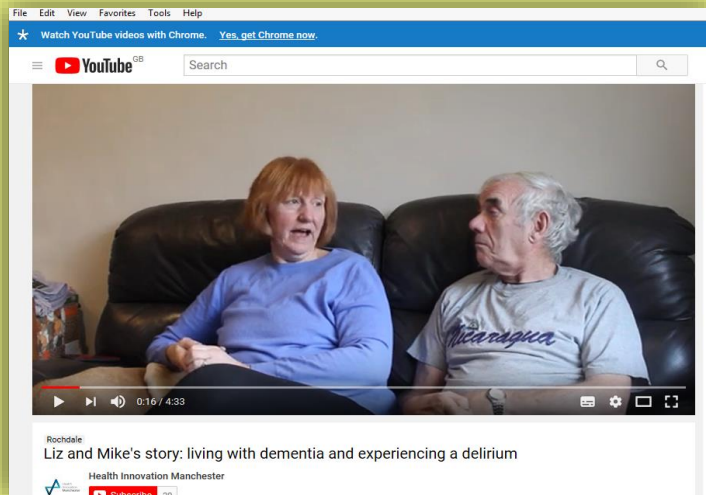 File Edit View Favorites Tools Help
Watch YouTube videos with Chrome. Yes, get Chrome now.
YouTube GB
Search
Nicaragua
0:16 / 4:33
Rochdale
Liz and Mike's story: living with dementia and experiencing a delirium
Health Innovation Manchester
Subscribe